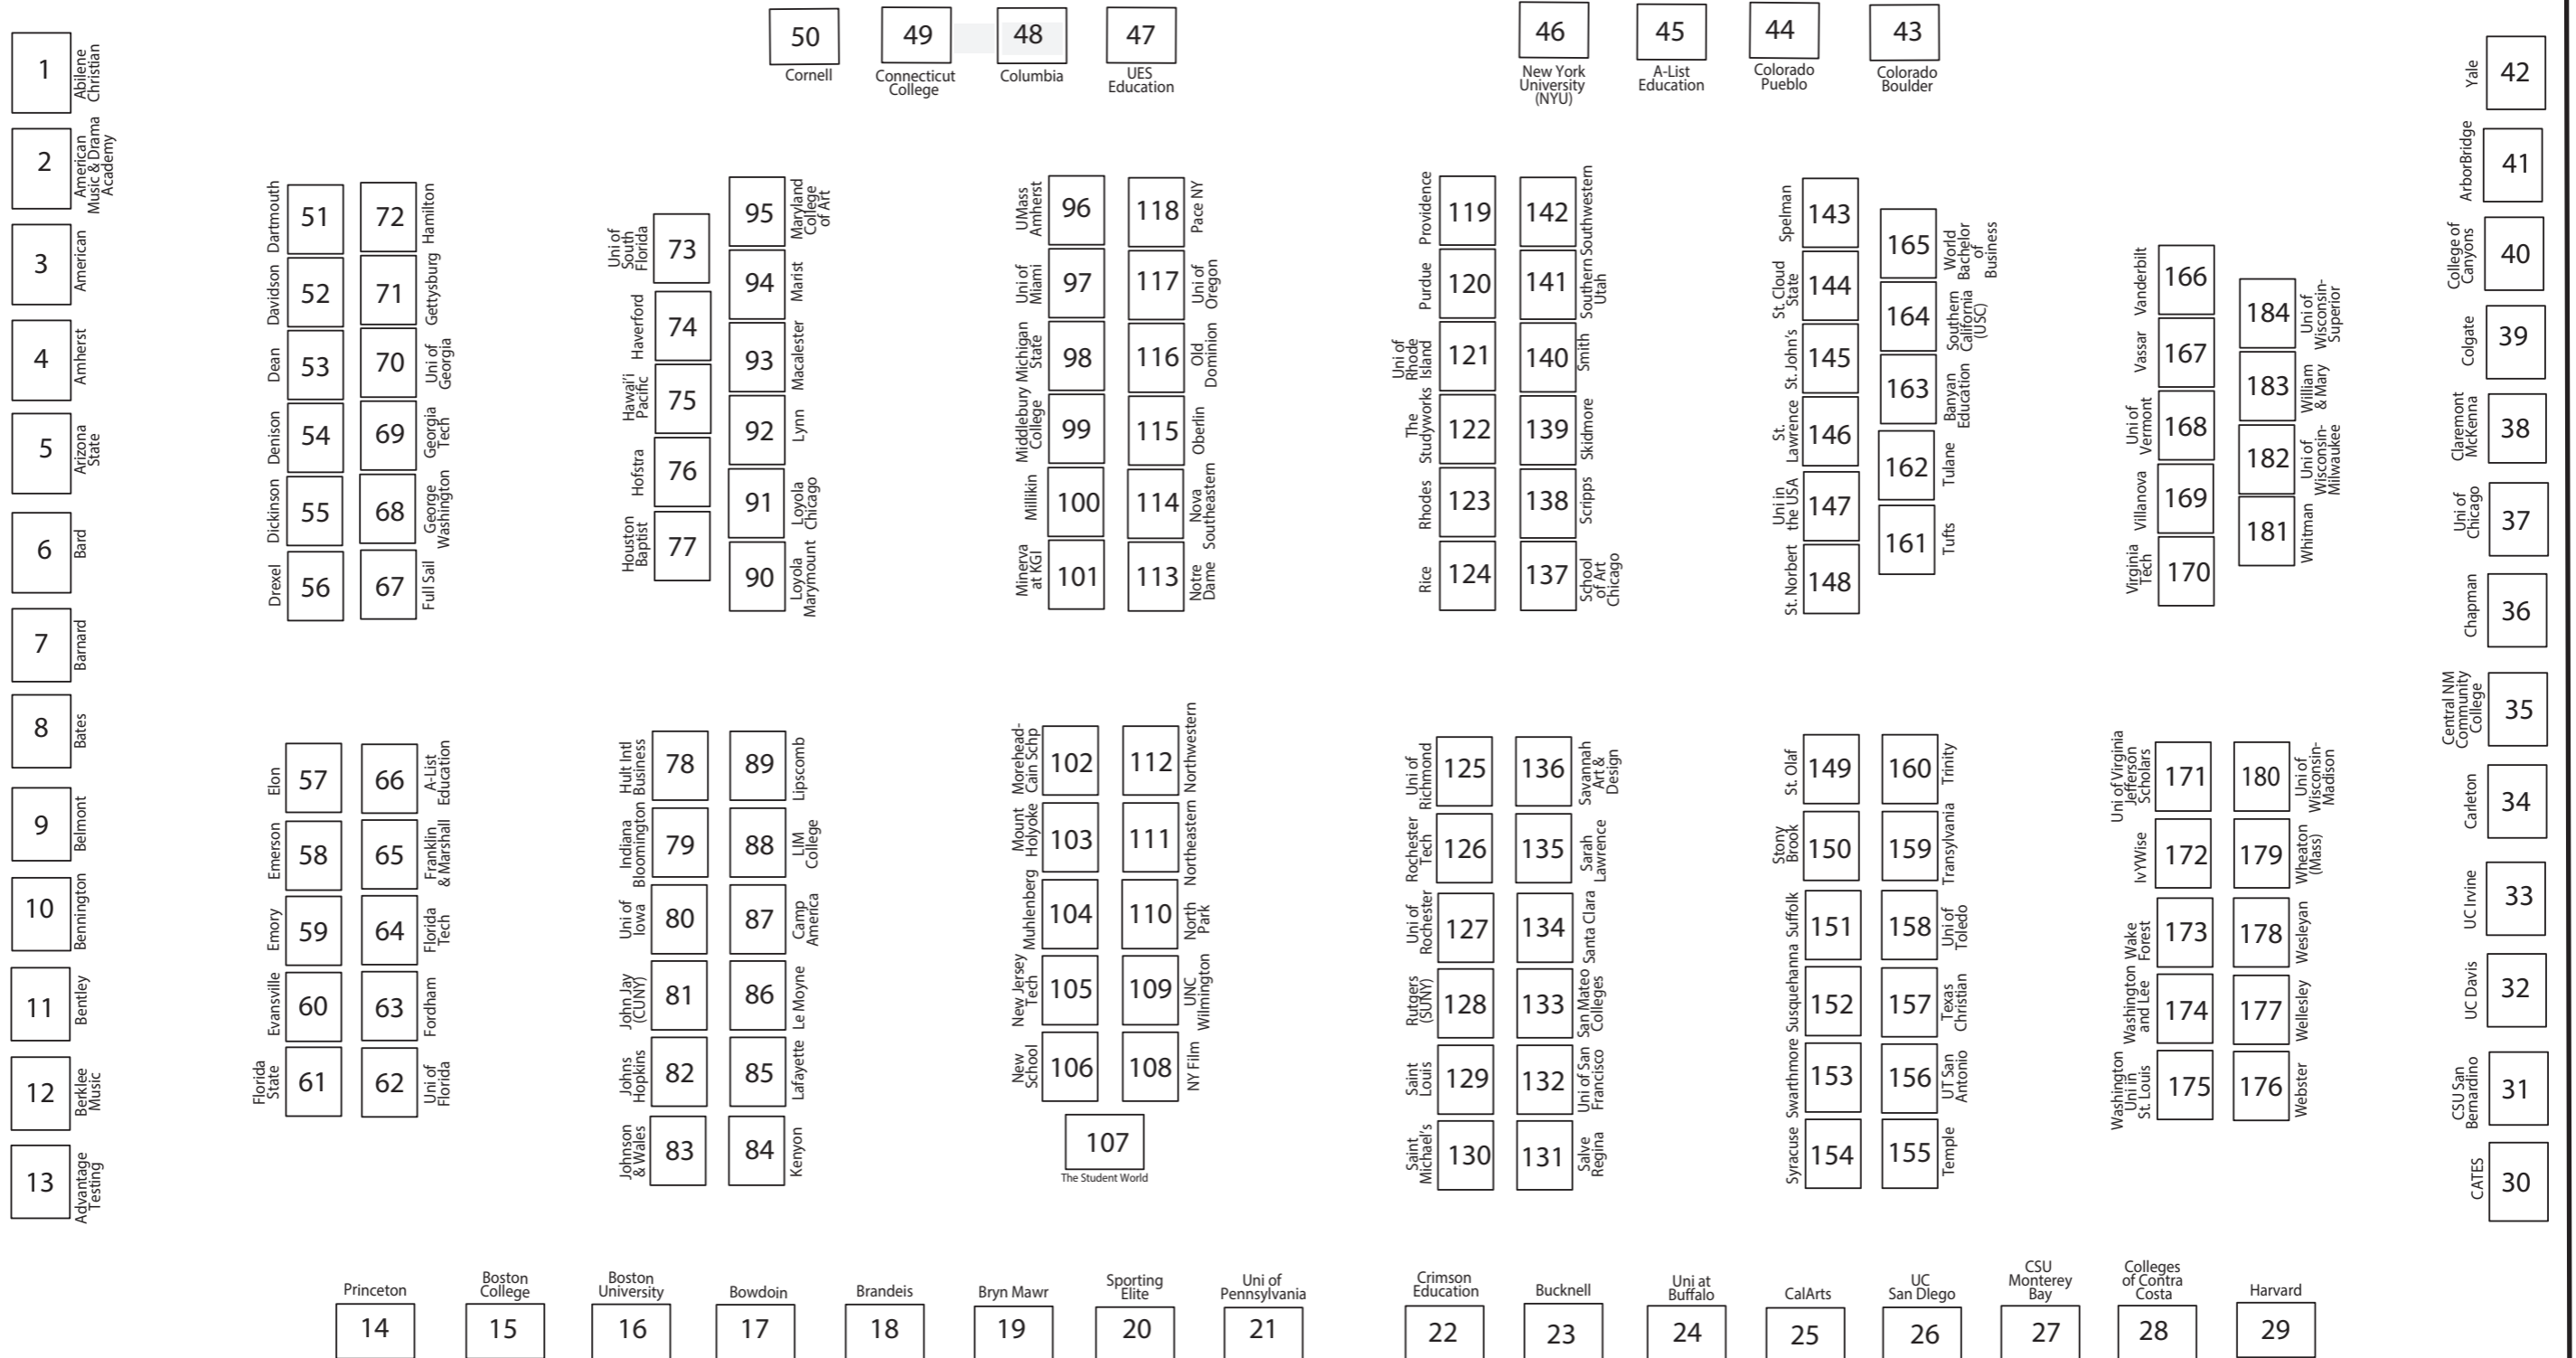 1
Abilene
Christian
2
American
Music & Drama
Academy
3
American
4
Amherst
5
Arizona
State
6
Bard
7
Barnard
8
Bates
9
Belmont
10
Bennington
11
Bentley
12
Berklee
Music
13
Advantage
Testing
Princeton
14
Boston
College
15
Boston
University
16
Bowdoin
17
Brandeis
18
Bryn Mawr
19
Sporting
Elite
20
Uni of
Pennsylvania
21
Crimson
Education
22
Bucknell
23
Uni at
Buffalo
24
CalArts
25
UC
San DIego
26
CSU
Monterey
Bay
27
Colleges
of Contra
Costa
28
Harvard
29
CATES
30
CSU San
Bernardino
31
UC Davis
32
UC Irvine
33
Carleton
34
Central NM
Community
College
35
Chapman
36
Uni of
Chicago
37
Claremont
McKenna
38
Colgate
39
College of
Canyons
40
ArborBridge
41
Yale
42
43
Colorado
Boulder
44
Colorado
Pueblo
45
A-List
Education
46
New York
University
(NYU)
47
UES
Education
48
Columbia
49
Connecticut
College
50
Cornell
Dartmouth
51
Davidson
52
Dean
53
Denison
54
Dickinson
55
Drexel
56
Elon
57
Emerson
58
Emory
59
Evansville
60
Florida
State
61
62
Uni of
Florida
63
Fordham
64
Florida
Tech
65
Franklin
& Marshall
66
A-List
Education
67
Full Sail
68
George
Washington
69
Georgia
Tech
70
Uni of
Georgia
71
Gettysburg
72
Hamilton
Uni of
South
Florida
73
Haverford
74
Hawai'i
Pacific
75
Hofstra
76
Houston
Baptist
77
Hult Intl
Business
78
Indiana
Bloomington
79
Uni of
Iowa
80
John Jay
(CUNY)
81
Johns
Hopkins
82
Johnson
& Wales
83
84
Kenyon
85
Lafayette
86
Le Moyne
87
Camp
America
88
LIM
College
89
Lipscomb
90
Loyola
Marymount
91
Loyola
Chicago
92
Lynn
93
Macalester
94
Marist
95
Maryland
College
of Art
UMass
Amherst
96
Uni of
Miami
97
Michigan
State
98
Middlebury
College
99
Millikin
100
Minerva
at KGI
101
Morehead-
Cain Schp
102
Mount
Holyoke
103
Muhlenberg
104
New Jersey
Tech
105
New
School
106
107
The Student World
108
NY Film
109
UNC
Wilmington
110
North
Park
111
Northeastern
112
Northwestern
113
Notre
Dame
114
Nova
Southeastern
115
Oberlin
116
Old
Dominion
117
Uni of
Oregon
118
Pace NY
Providence
119
Purdue
120
Uni of
Rhode
Island
121
The
Studyworks
122
Rhodes
123
Rice
124
Uni of
Richmond
125
Rochester
Tech
126
Uni of
Rochester
127
Rutgers
(SUNY)
128
Saint
Louis
129
Saint
Michael's
130
131
Salve
Regina
132
Uni of San
Francisco
133
San Mateo
Colleges
134
Santa Clara
135
Sarah
Lawrence
136
Savannah
Art &
Design
137
School
of Art
Chicago
138
Scripps
139
Skidmore
140
Smith
141
Southern
Utah
142
Southwestern
Spelman
143
St. Cloud
State
144
St. John's
145
St.
Lawrence
146
Uni in
the USA
147
St. Norbert
148
St. Olaf
149
Stony
Brook
150
Suffolk
151
Susquehanna
152
Swarthmore
153
Syracuse
154
155
Temple
156
UT San
Antonio
157
Texas
Christian
158
Uni of
Toledo
159
Transylvania
160
Trinity
161
Tufts
162
Tulane
163
Banyan
Education
164
Southern
California
(USC)
165
World
Bachelor
of
Business
Vanderbilt
166
Vassar
167
Uni of
Vermont
168
Villanova
169
Virginia
Tech
170
Uni of Virginia
Jefferson
Scholars
171
IvYWise
172
Wake
Forest
173
Washington
and Lee
174
Washington
Uni in
St. Louis
175
176
Webster
177
Wellesley
178
Wesleyan
179
Wheaton
(Mass)
180
Uni of
Wisconsin-
Madison
181
Whitman
182
Uni of
Wisconsin-
Milwaukee
183
William
& Mary
184
Uni of
Wisconsin-
Superior